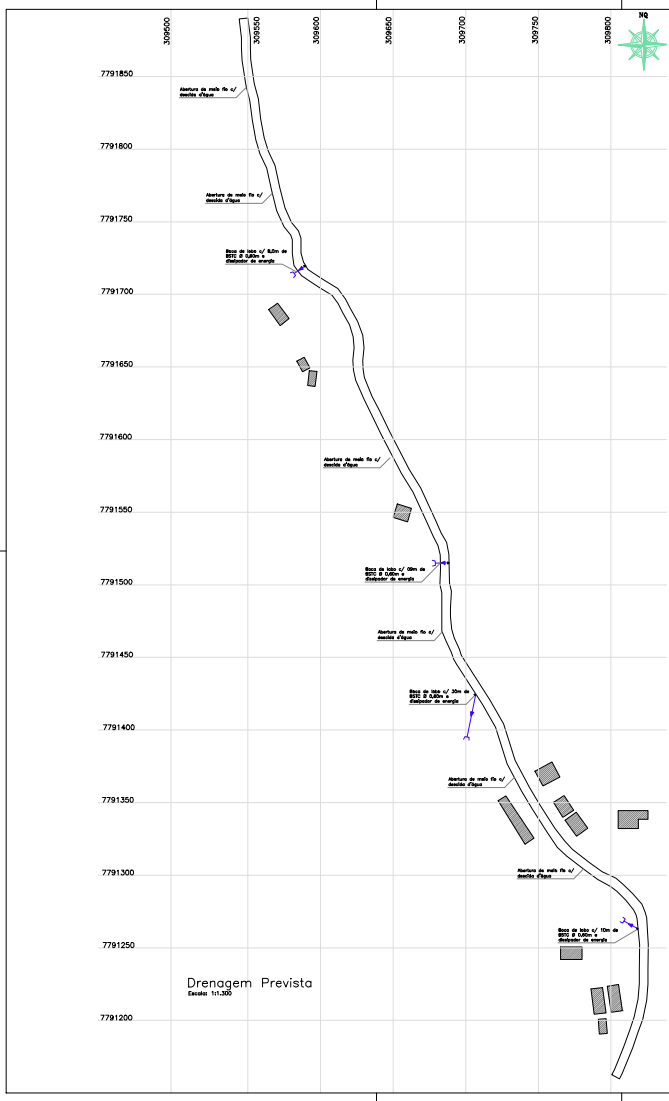 309500
309550
309600
309650
309700
309750
309800
NQ
7791850
Abertura de meio fio c/
descida d'água
7791800
Abertura de meio fio c/
descida d'água
7791750
Boca de lobo c/ 8,0m de
BSTC Ø 0,60m e
dissipador de energia
7791700
7791650
7791600
Abertura de meio fio c/
descida d'água
7791550
Boca de lobo c/ 09m de
BSTC Ø 0,60m e
dissipador de energia
7791500
Abertura de meio fio c/
descida d'água
7791450
Boca de lobo c/ 30m de
BSTC Ø 0,60m e
dissipador de energia
7791400
Abertura de meio fio c/
descida d'água
7791350
7791300
Abertura de meio fio c/
descida d'água
Boca de lobo c/ 10m de
BSTC Ø 0,60m e
dissipador de energia
7791250
Drenagem Prevista
Escala: 1:1.300
7791200